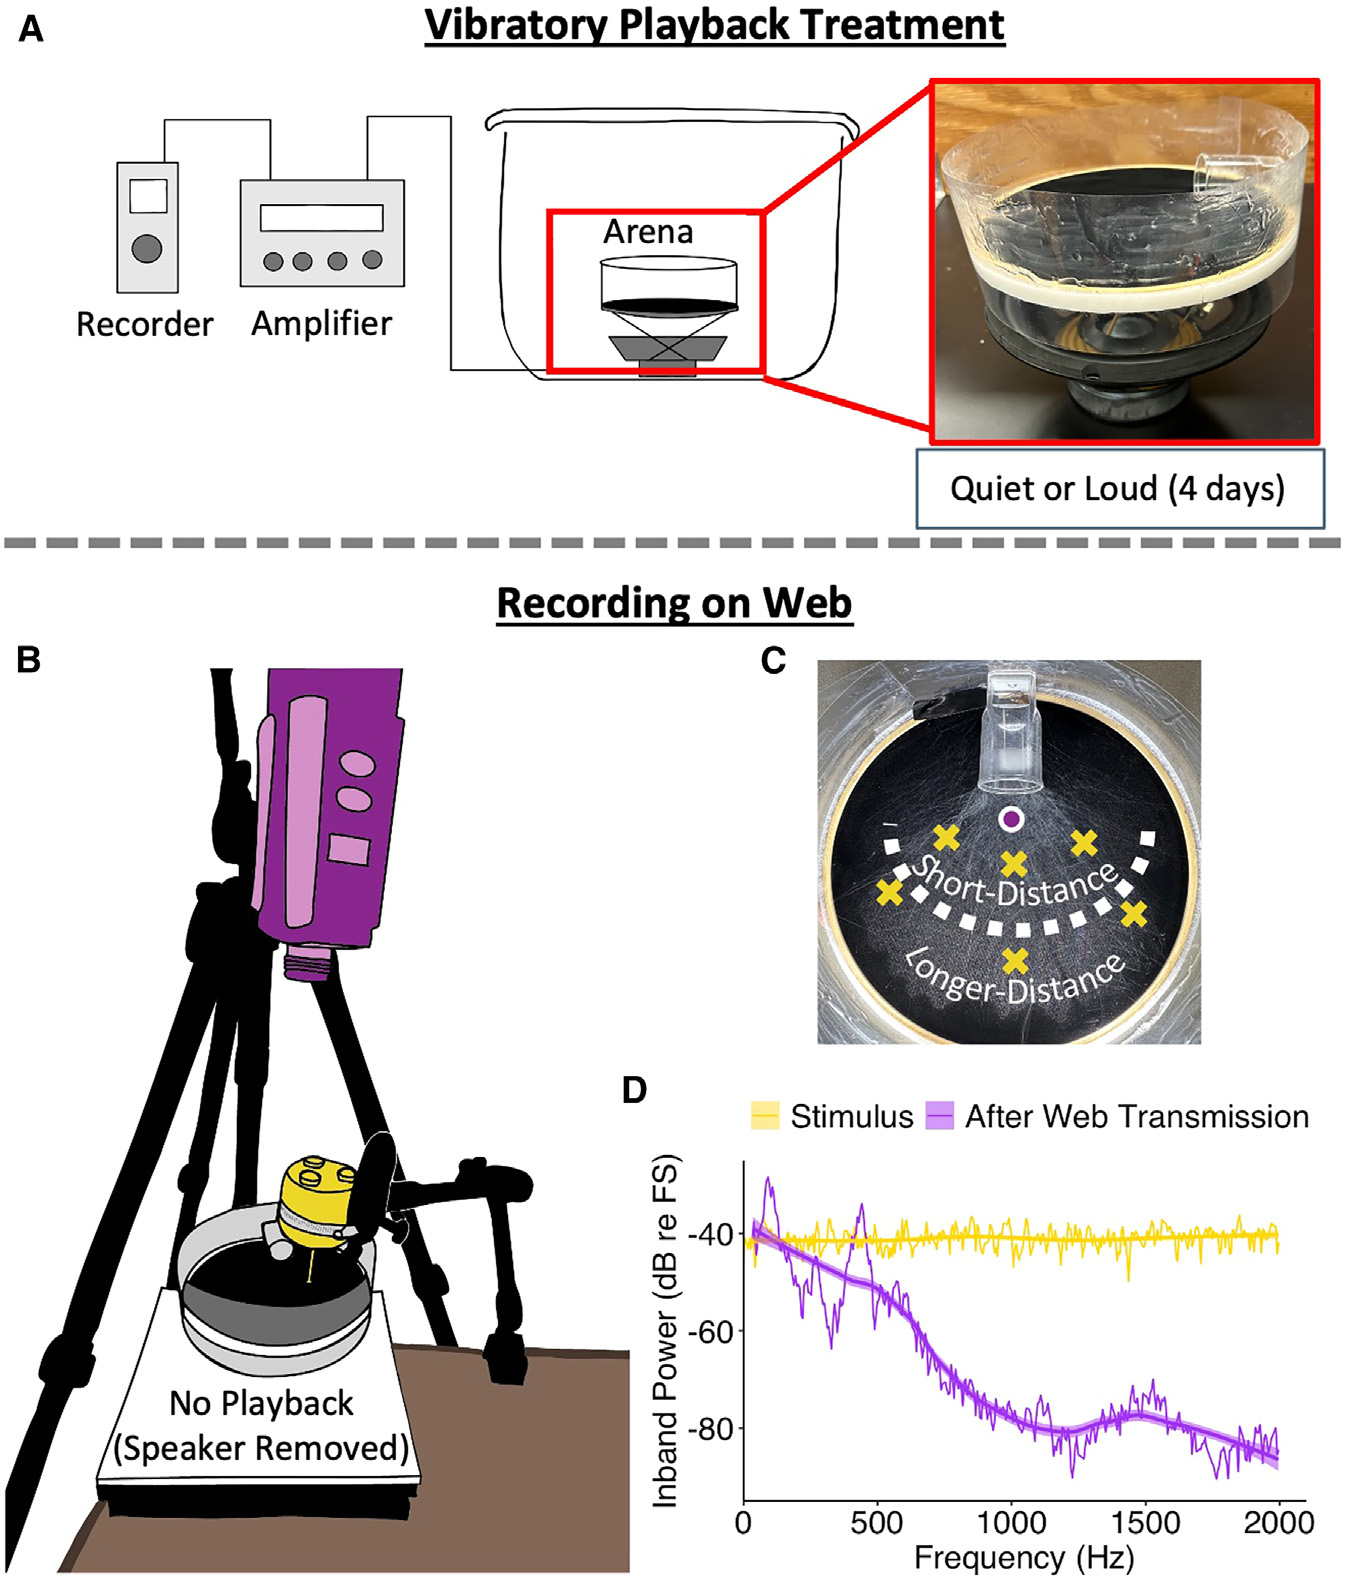 A
Vibratory Playback Treatment
Arena
Recorder
Amplifier
Quiet or Loud (4 days)
Recording on Web
B
C
Short-Distance
Longer-Distance
No Playback
(Speaker Removed)
D
Stimulus
After Web Transmission
Inband Power (dB re FS)
-40
-60
-80
0
500
1000
1500
2000
Frequency (Hz)